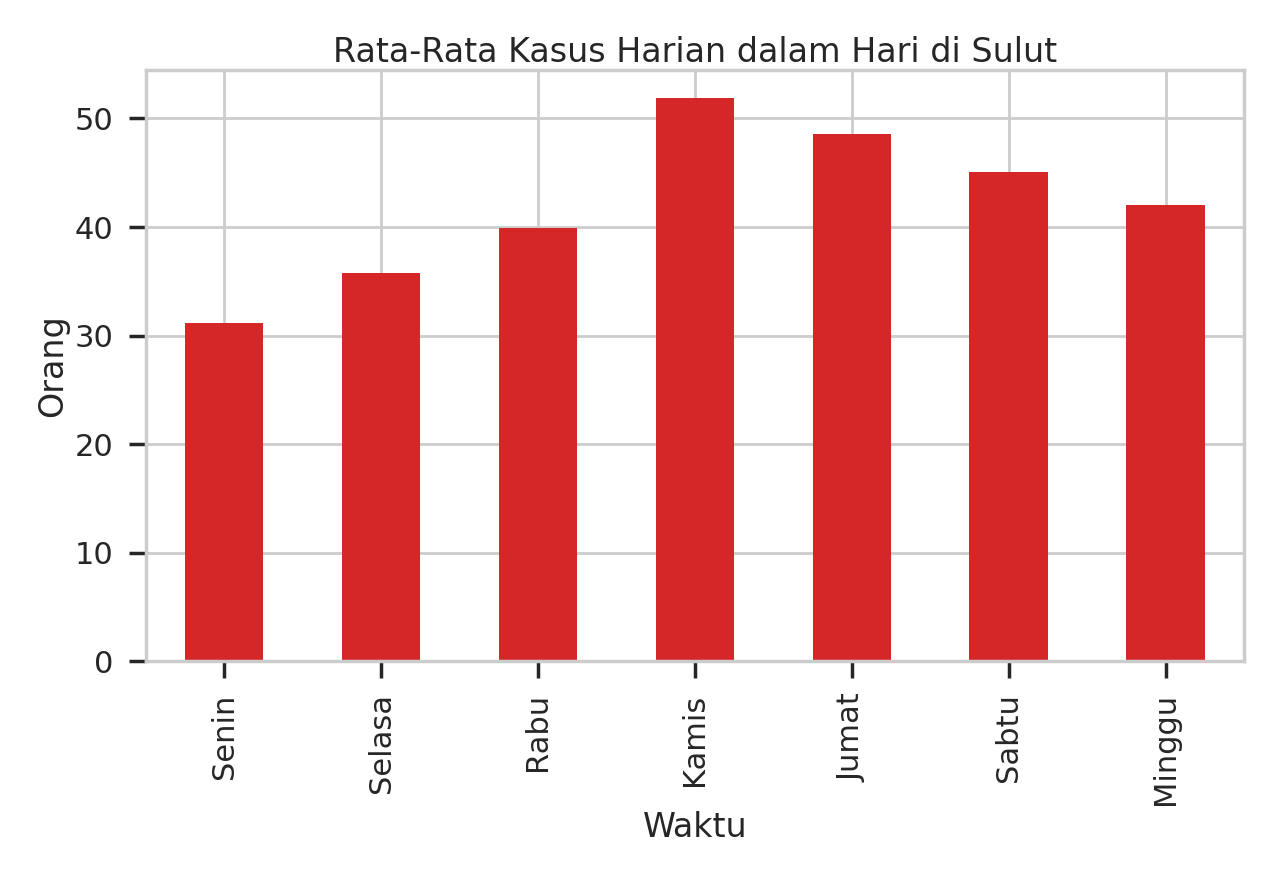 Rata-Rata Kasus Harian dalam Hari di Sulut
Orang
50
40
30
20
10
0
Senin
Selasa
Rabu
Kamis
Jumat
Sabtu
Minggu
Waktu